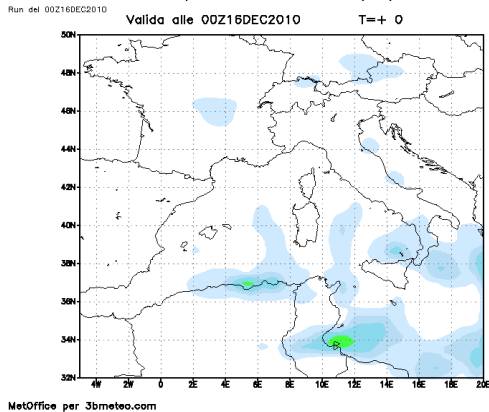 Run del 00Z16DEC2010
Valida alle 00Z16DEC2010 T=+ 0
50N
48N
46N
44N
42N
40N
38N
36N
34N
32N
4W 2W 0 2E 4E 6E 8E 10E 12E 14E 16E 18E 20E
MetOffice per 3bmeteo.com